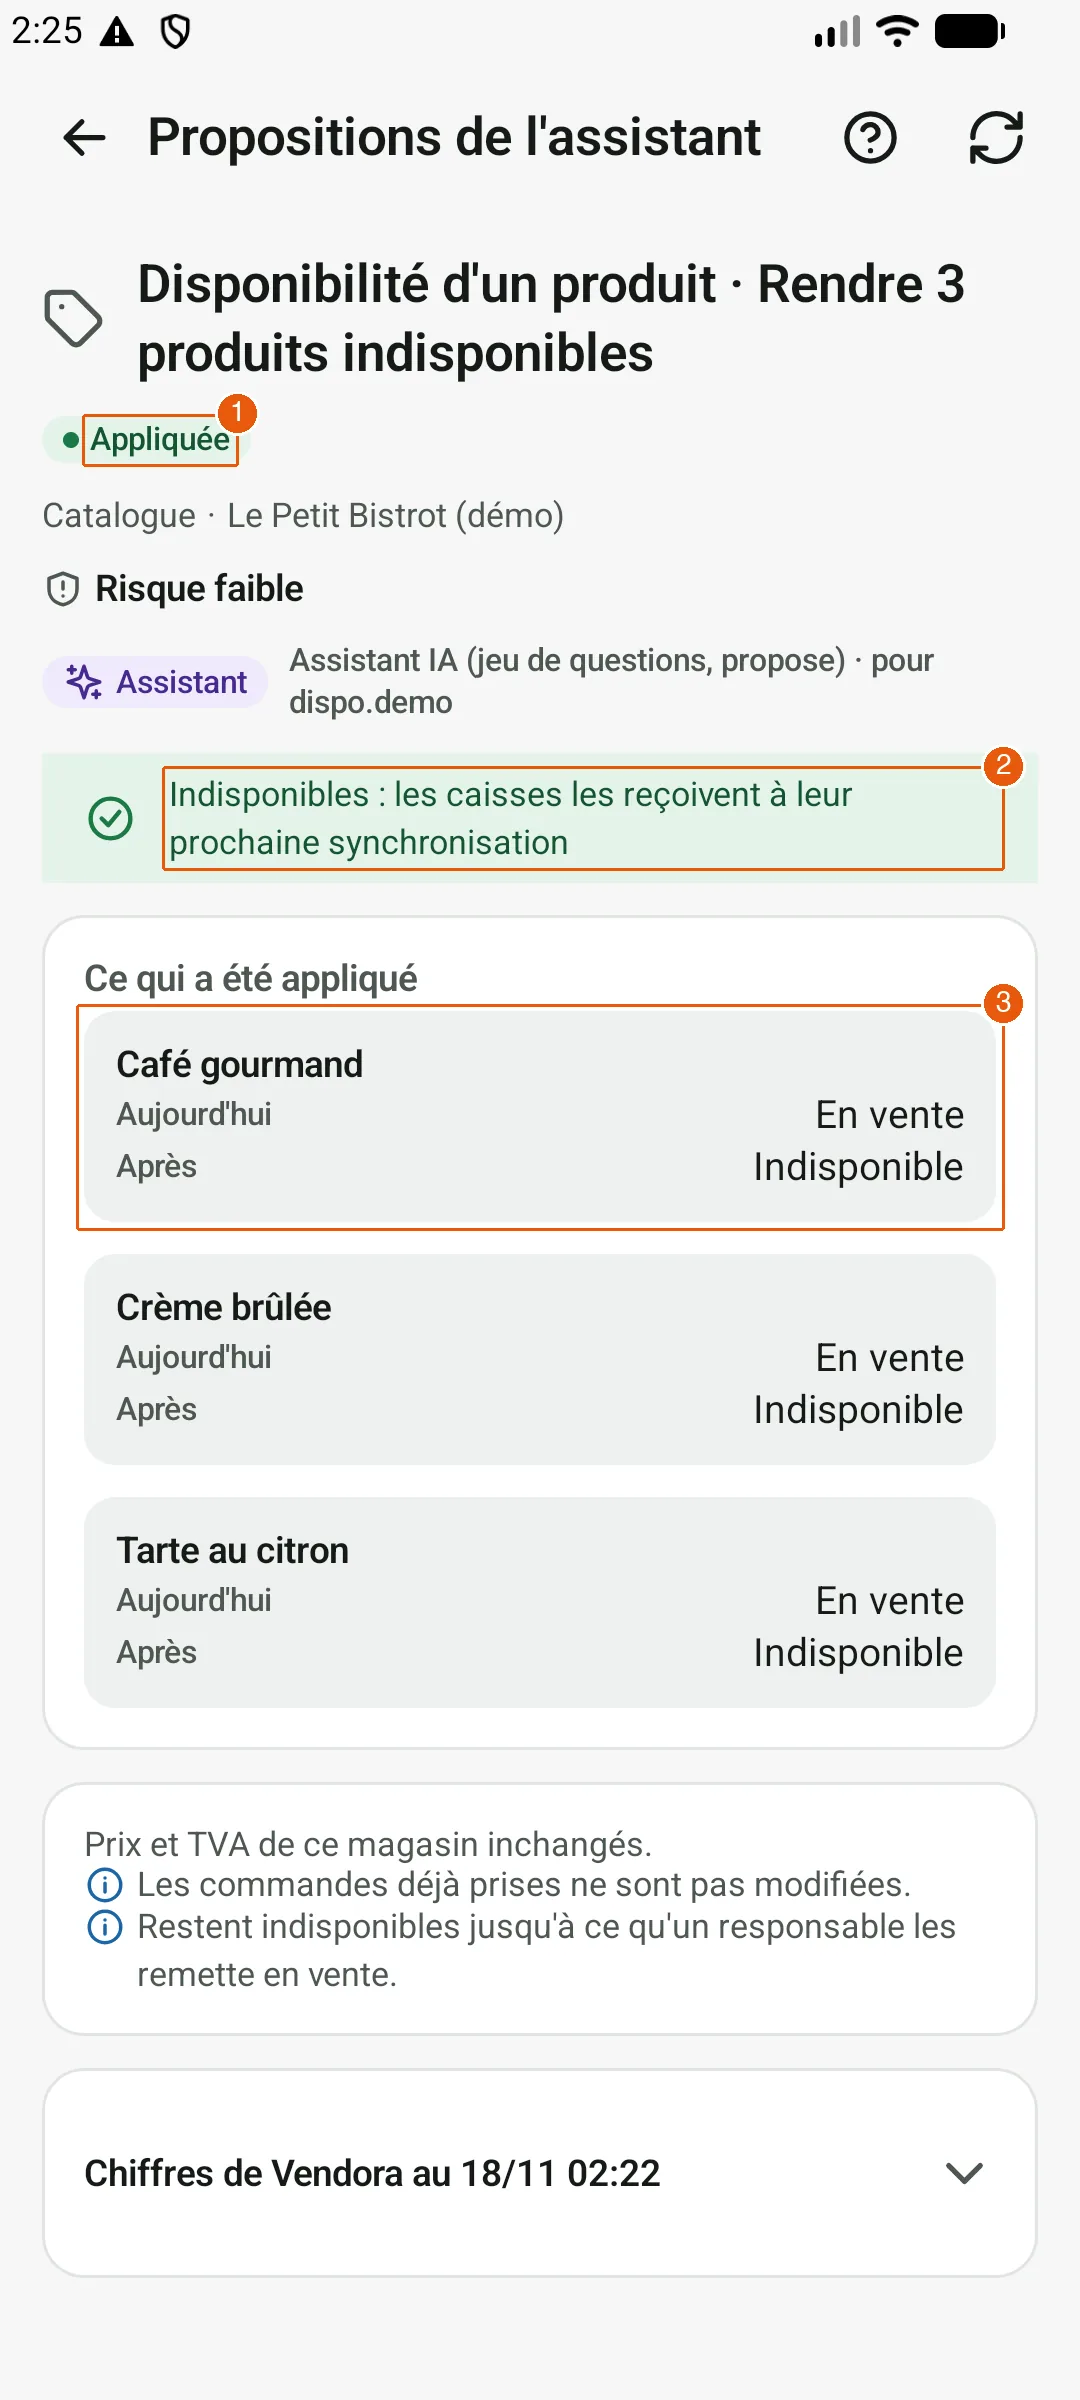 2:25
Propositions de l'assistant
Disponibilité d'un produit · Rendre 3
produits indisponibles
1
Appliquée
Catalogue · Le Petit Bistrot (démo)
Risque faible
Assistant
Assistant IA (jeu de questions, propose) · pour
dispo.demo
2
Indisponibles : les caisses les reçoivent à leur
prochaine synchronisation
Ce qui a été appliqué
3
Café gourmand
Aujourd'hui En vente
Après Indisponible
Crème brûlée
Aujourd'hui En vente
Après Indisponible
Tarte au citron
Aujourd'hui En vente
Après Indisponible
Prix et TVA de ce magasin inchangés.
Les commandes déjà prises ne sont pas modifiées.
Restent indisponibles jusqu'à ce qu'un responsable les
remette en vente.
Chiffres de Vendora au 18/11 02:22